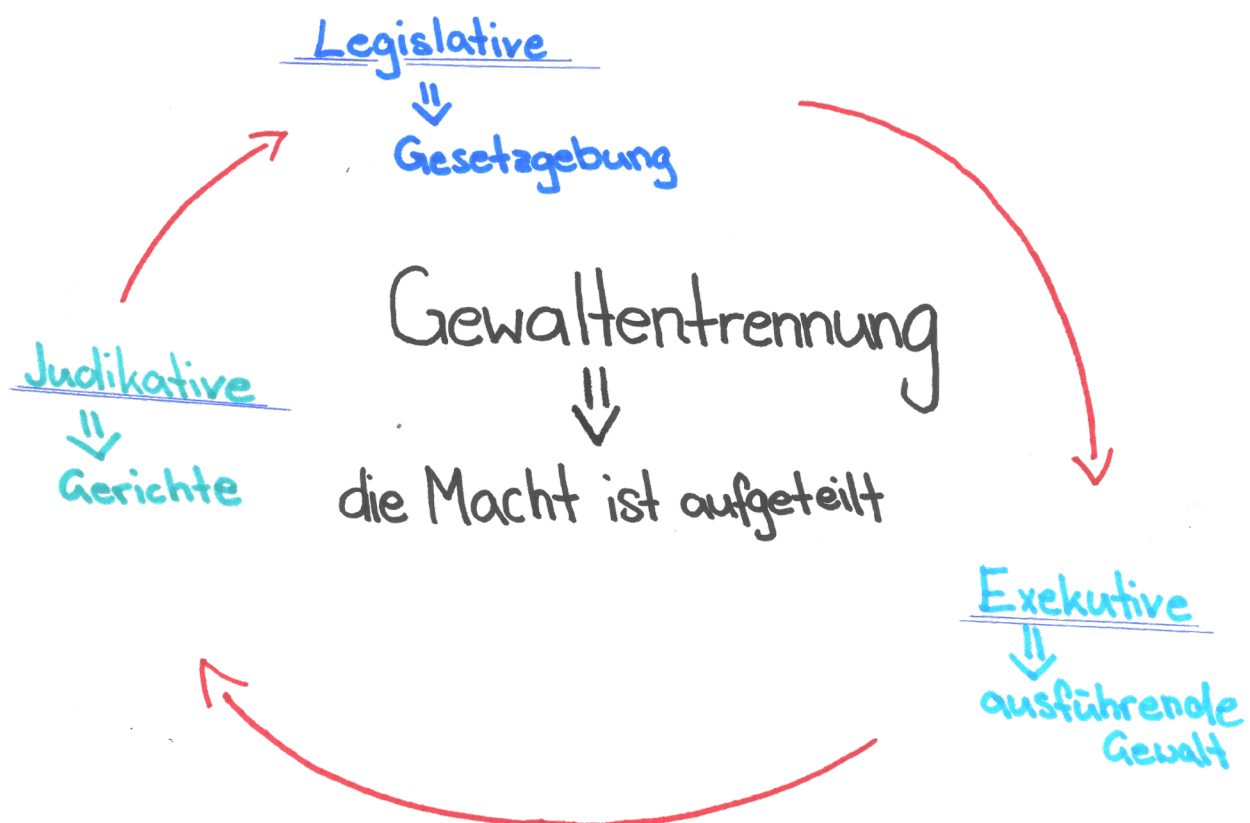 Legislative
Gesetzgebung
Gewaltentrennung
die Macht ist aufgeteilt
Judikative
Gerichte
Exekutive
ausführende
Gewalt